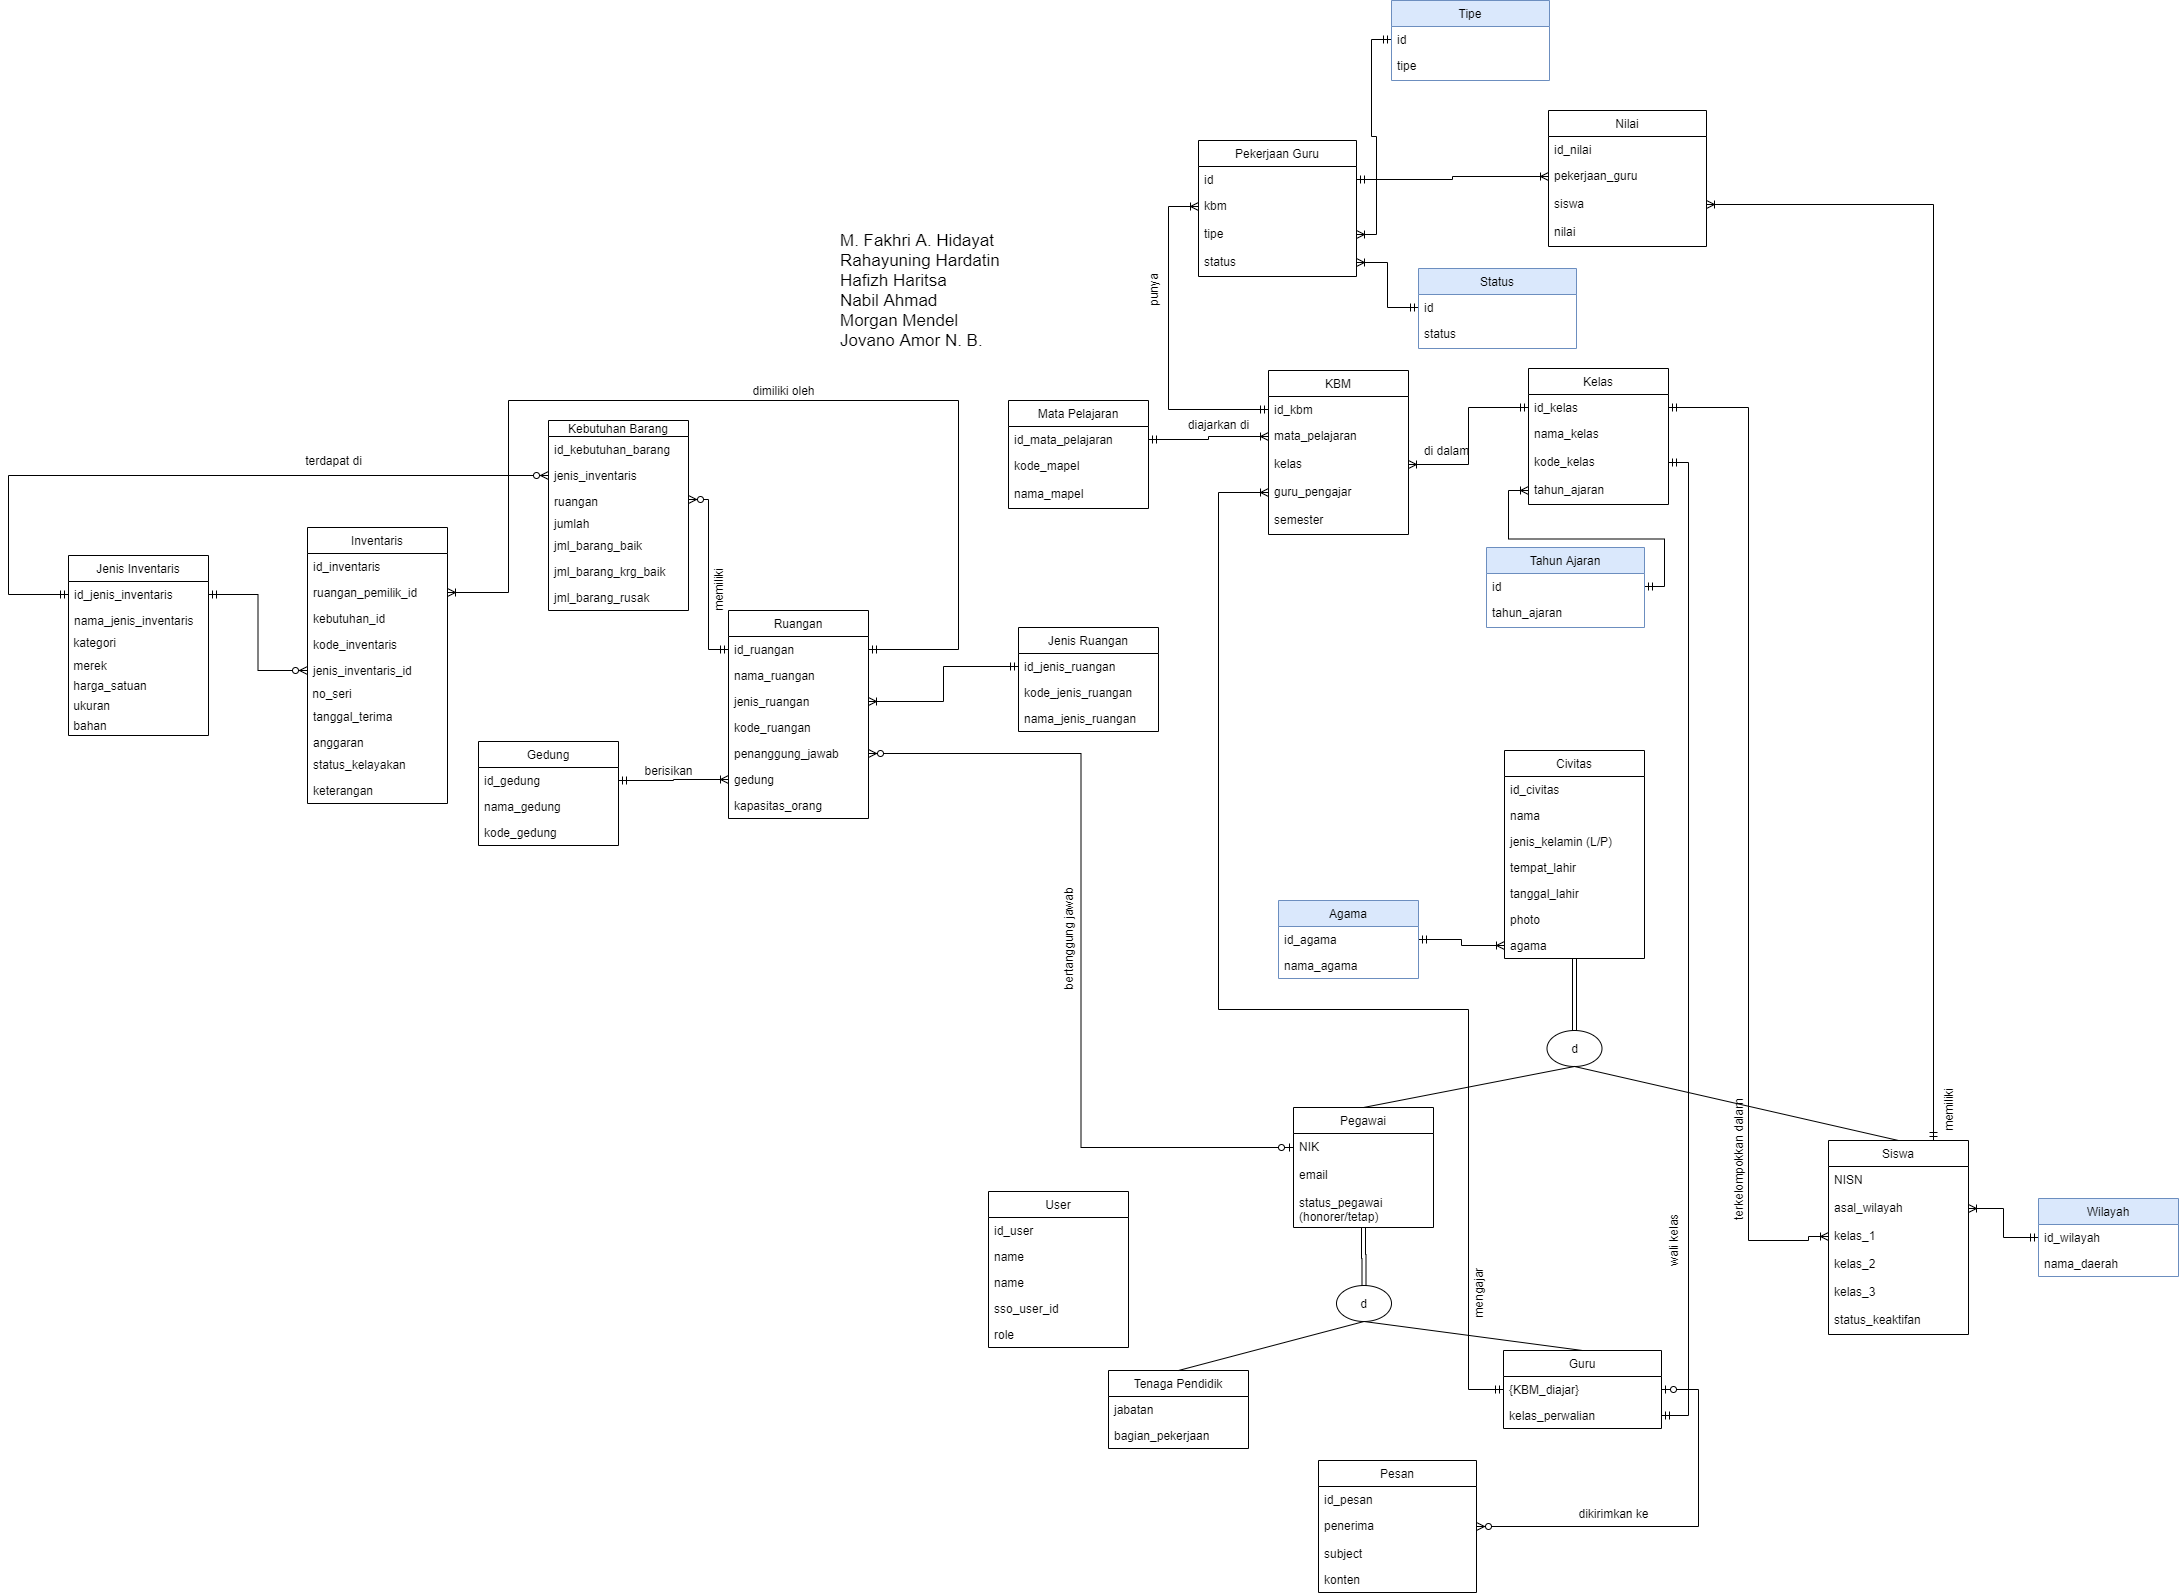 Tipe
id
tipe
Nilai
id_nilai
pekerjaan_guru
siswa
nilai
Pekerjaan Guru
id
kbm
tipe
status
punya
M. Fakhri A. Hidayat
Rahayuning Hardatin
Hafizh Haritsa
Nabil Ahmad
Morgan Mendel
Jovano Amor N. B.
Status
id
status
KBM
id_kbm
mata_pelajaran
kelas
guru_pengajar
semester
Kelas
id_kelas
nama_kelas
kode_kelas
tahun_ajaran
di dalam
Mata Pelajaran
id_mata_pelajaran
kode_mapel
nama_mapel
diajarkan di
Tahun Ajaran
id
tahun_ajaran
dimiliki oleh
Kebutuhan Barang
id_kebutuhan_barang
jenis_inventaris
ruangan
jumlah
jml_barang_baik
jml_barang_krg_baik
jml_barang_rusak
terdapat di
memiliki
Inventaris
id_inventaris
ruangan_pemilik_id
kebutuhan_id
kode_inventaris
jenis_inventaris_id
no_seri
tanggal_terima
anggaran
status_kelayakan
keterangan
Jenis Inventaris
id_jenis_inventaris
nama_jenis_inventaris
kategori
merek
harga_satuan
ukuran
bahan
Ruangan
id_ruangan
nama_ruangan
jenis_ruangan
kode_ruangan
penanggung_jawab
gedung
kapasitas_orang
Jenis Ruangan
id_jenis_ruangan
kode_jenis_ruangan
nama_jenis_ruangan
Gedung
id_gedung
nama_gedung
kode_gedung
berisikan
bertanggung jawab
Civitas
id_civitas
nama
jenis_kelamin (L/P)
tempat_lahir
tanggal_lahir
photo
agama
Agama
id_agama
nama_agama
d
Pegawai
NIK
email
status_pegawai
(honorer/tetap)
memiliki
terkelompokkan dalam
Siswa
NISN
asal_wilayah
kelas_1
kelas_2
kelas_3
status_keaktifan
Wilayah
id_wilayah
nama_daerah
User
id_user
name
name
sso_user_id
role
wali kelas
mengajar
d
Tenaga Pendidik
jabatan
bagian_pekerjaan
Guru
{KBM_diajar}
kelas_perwalian
Pesan
id_pesan
penerima
subject
konten
dikirimkan ke